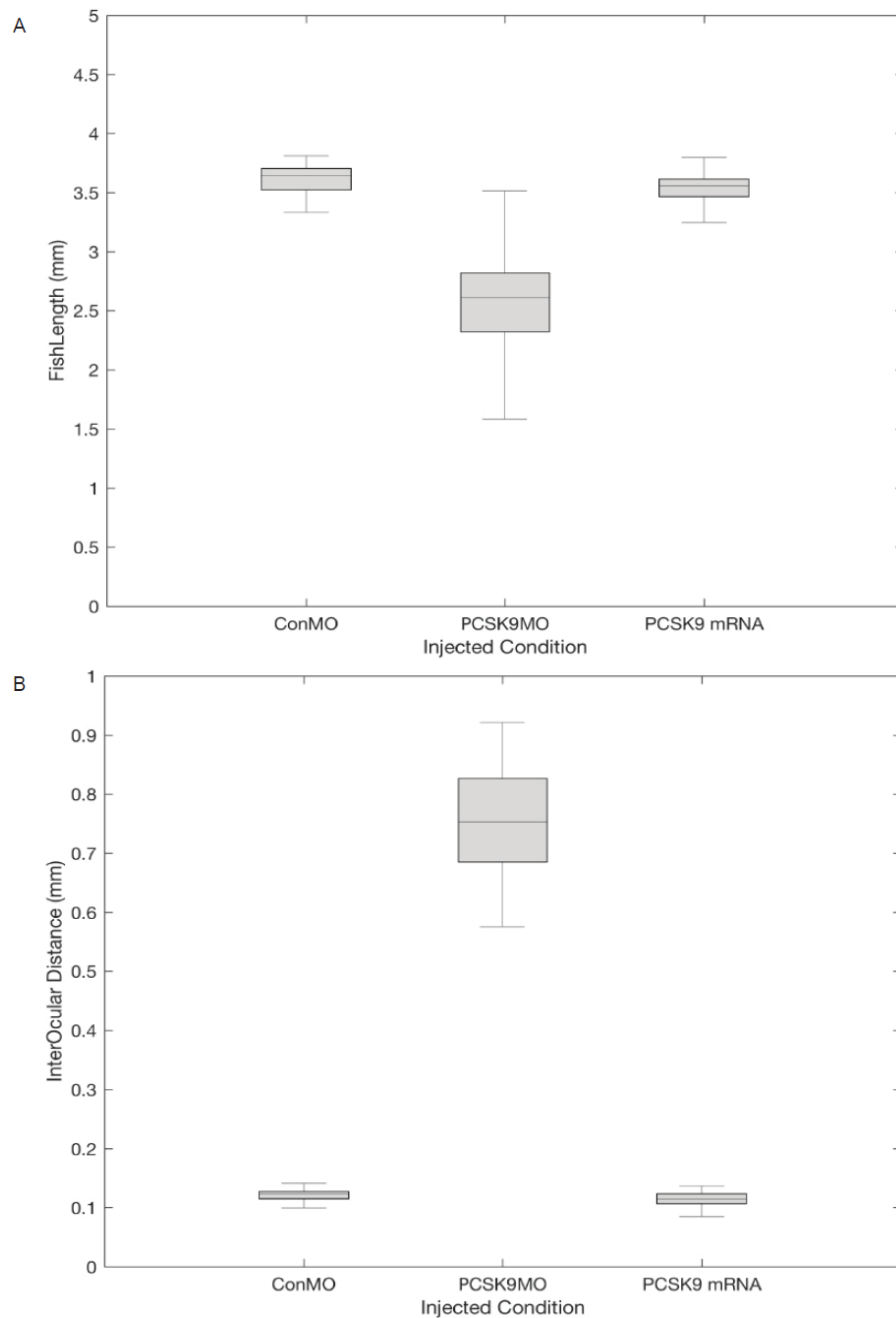 A
5
4.5
4
3.5
3
2.5
2
1.5
1
0.5
0
FishLength (mm)
ConMO PCSK9MO PCSK9 mRNA
Injected Condition
B
1
0.9
0.8
0.7
0.6
0.5
0.4
0.3
0.2
0.1
0
InterOcular Distance (mm)
ConMO PCSK9MO PCSK9 mRNA
Injected Condition